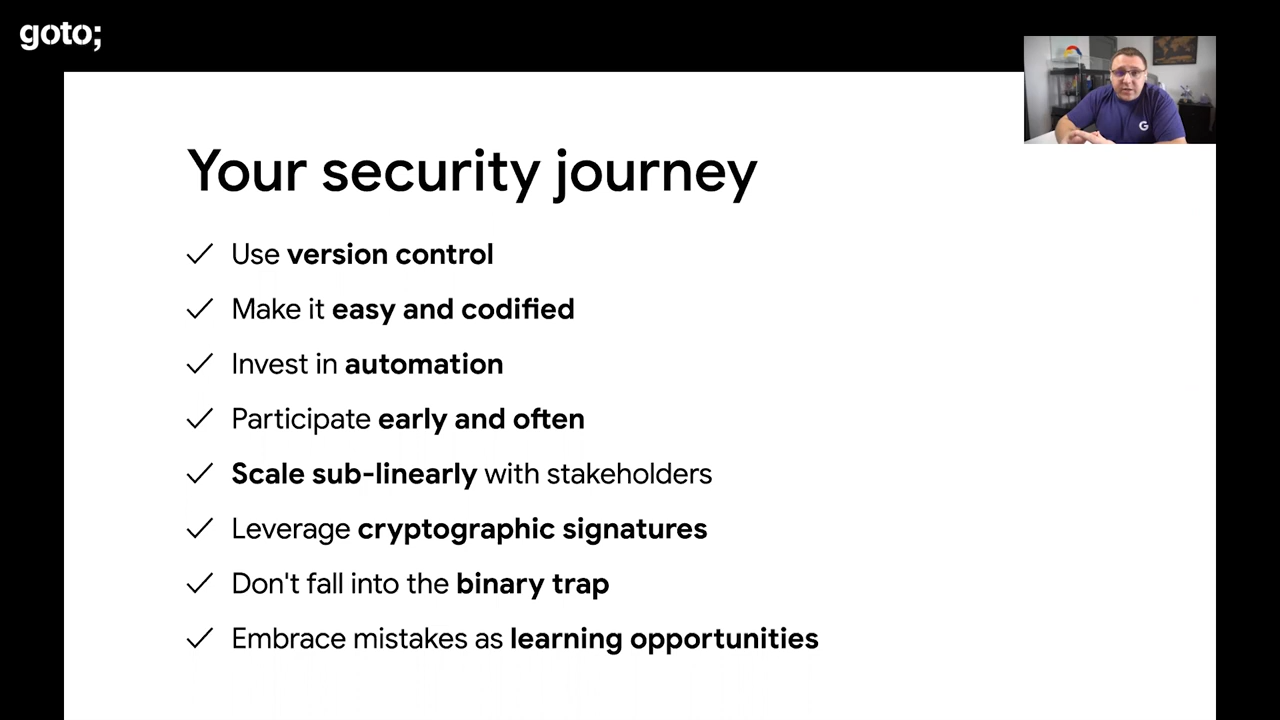 goto;
G
Your security journey
Use version control
Make it easy and codified
Invest in automation
Participate early and often
Scale sub-linearly with stakeholders
Leverage cryptographic signatures
Don't fall into the binary trap
Embrace mistakes as learning opportunities